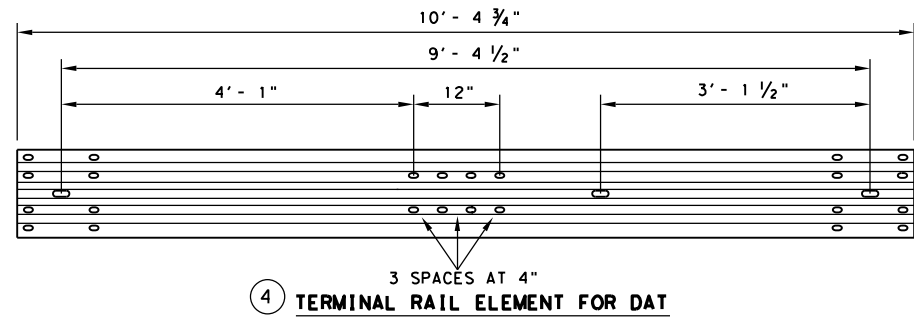 10'- 4 ¾"
9'- 4 ½"
4'- 1" 12" 3'- 1 ½"
3 SPACES AT 4"
4 TERMINAL RAIL ELEMENT FOR DAT